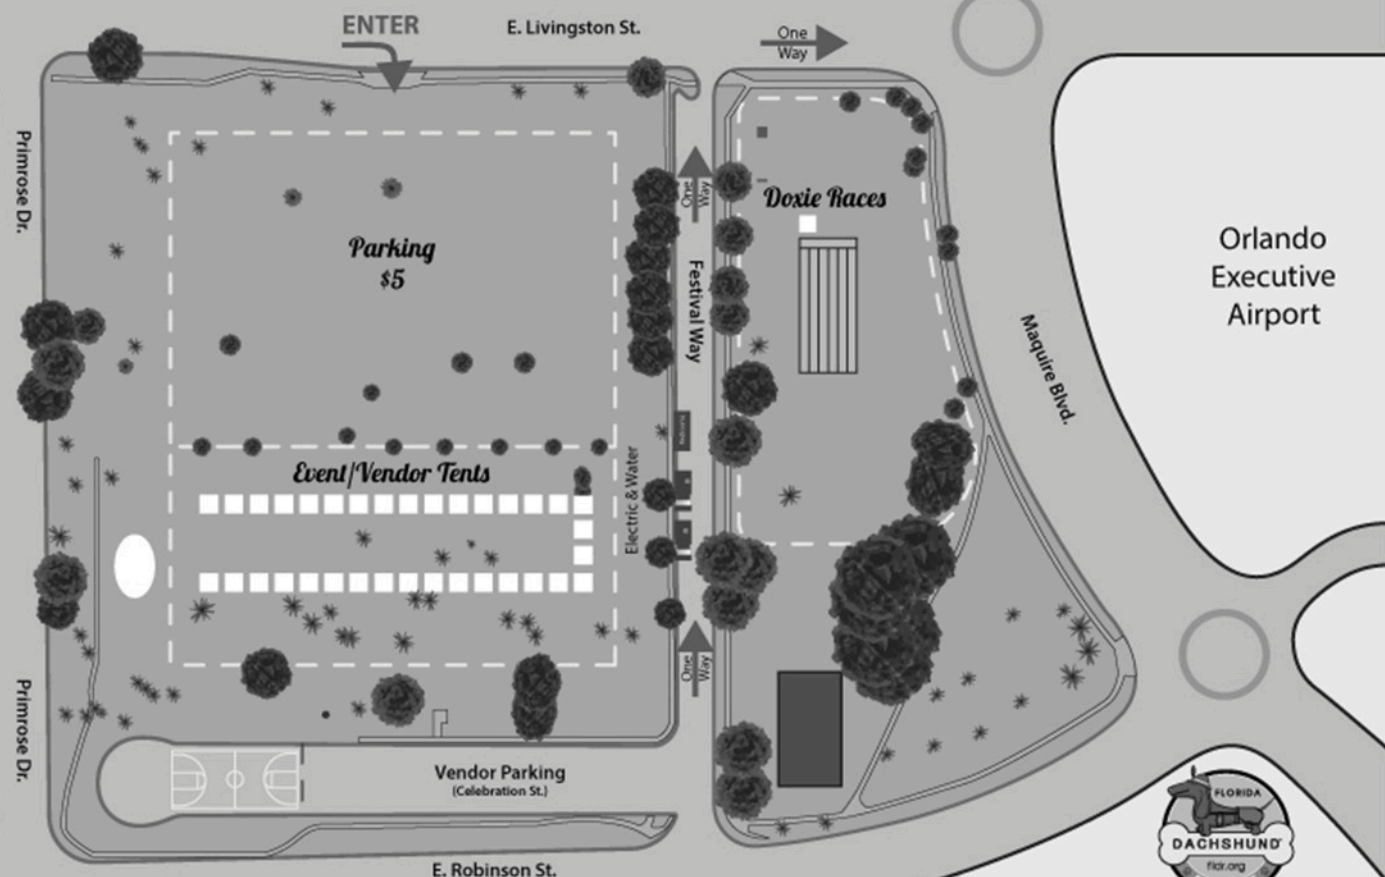 ENTER
E. Livingston St.
One
Way
Primrose Dr.
Parking
$5
One
Way
Doxie Races
Festival Way
Orlando
Executive
Airport
Maquire Blvd.
Event/Vendor Tents
Electric & Water
One
Way
Primrose Dr.
Vendor Parking
(Celebration St.)
E. Robinson St.
FLORIDA
DACHSHUND
fldr.org